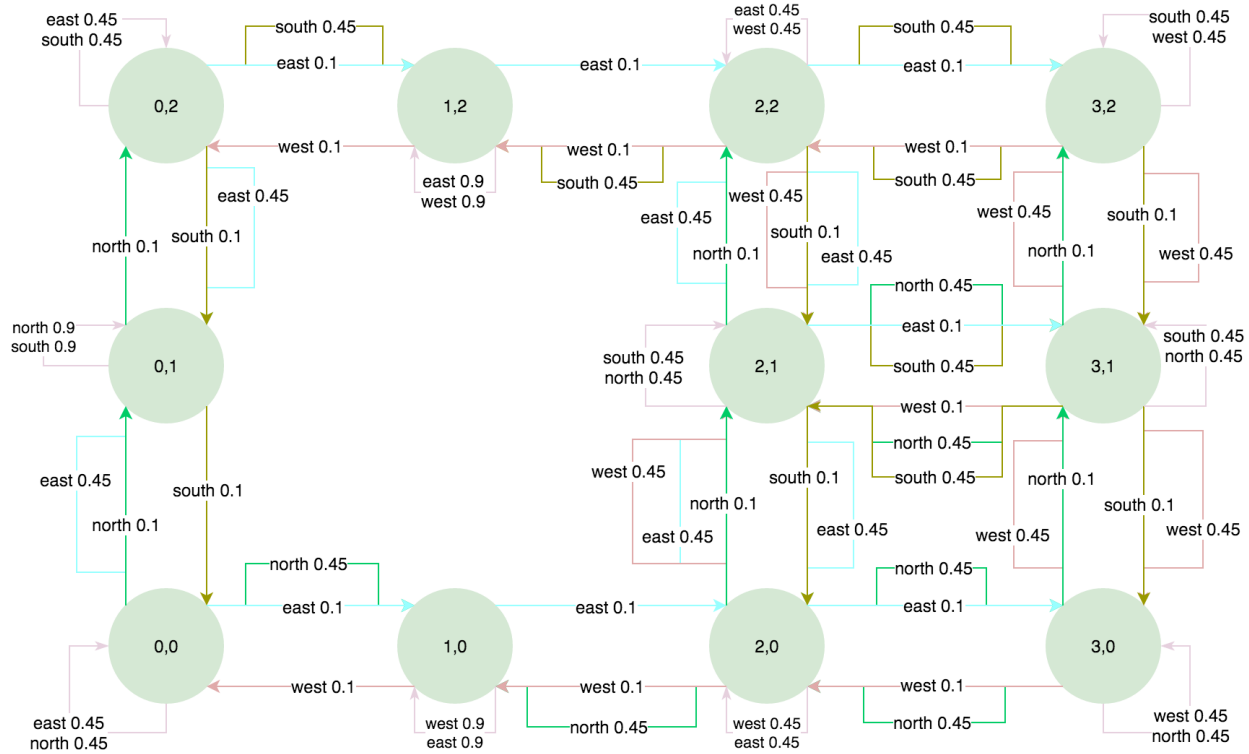 east 0.45
south 0.45
south 0.45
east 0.1
east 0.1
east 0.45
west 0.45
south 0.45
east 0.1
south 0.45
west 0.45
0,2
1,2
2,2
3,2
west 0.1
east 0.9
west 0.9
west 0.1
south 0.45
west 0.1
south 0.45
east 0.45
north 0.1
south 0.1
east 0.45
north 0.1
west 0.45
south 0.1
east 0.45
west 0.45
north 0.1
south 0.1
west 0.45
north 0.9
south 0.9
0,1
south 0.45
north 0.45
2,1
north 0.45
east 0.1
south 0.45
3,1
south 0.45
north 0.45
west 0.1
north 0.45
south 0.45
east 0.45
north 0.1
south 0.1
west 0.45
east 0.45
north 0.1
south 0.1
east 0.45
west 0.45
north 0.1
south 0.1
west 0.45
north 0.45
east 0.1
east 0.1
north 0.45
east 0.1
0,0
1,0
2,0
3,0
east 0.45
north 0.45
west 0.1
west 0.9
east 0.9
west 0.1
north 0.45
west 0.45
east 0.45
west 0.1
north 0.45
west 0.45
north 0.45